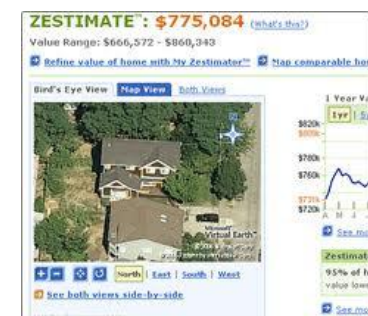 ZESTIMATE™: $775,084 (What's this?)
Value Range: $666,572 - $860,343
Refine value of home with My Zestimator™ Map comparable ho
Bird's Eye View Map View Both Views
N
Microsoft
Virtual Earth™
North East South West
See both views side-by-side
1 Year Va
1yr
$820k
$780k
$760k
$720k
A M J
See mo
Zestimat
95% of h
value low
See mo